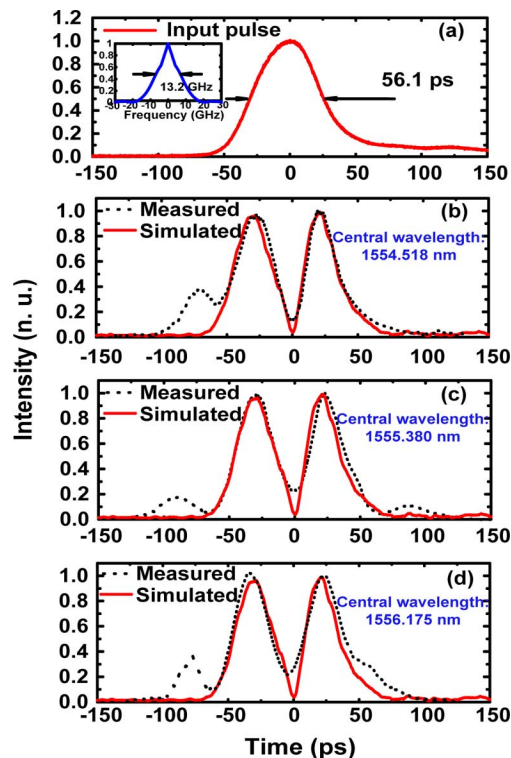 1.2
Input pulse
(a)
1.0
1
0.8
0.8
0.6
56.1 ps
0.6
0.4
13.2 GHz
0.2
0
0.4
-30 -20 -10 0 10 20 30
Frequency (GHz)
0.2
0.0
-150 -100 -50 0 50 100 150
Measured
Simulated
(b)
Central wavelength:
1554.518 nm
1.0
0.8
0.6
0.4
0.2
0.0
-150 -100 -50 0 50 100 150
Intensity (n. u.)
Measured
Simulated
(c)
Central wavelength:
1555.380 nm
1.0
0.8
0.6
0.4
0.2
0.0
-150 -100 -50 0 50 100 150
Measured
Simulated
(d)
Central wavelength:
1556.175 nm
1.0
0.8
0.6
0.4
0.2
0.0
-150 -100 -50 0 50 100 150
Time (ps)